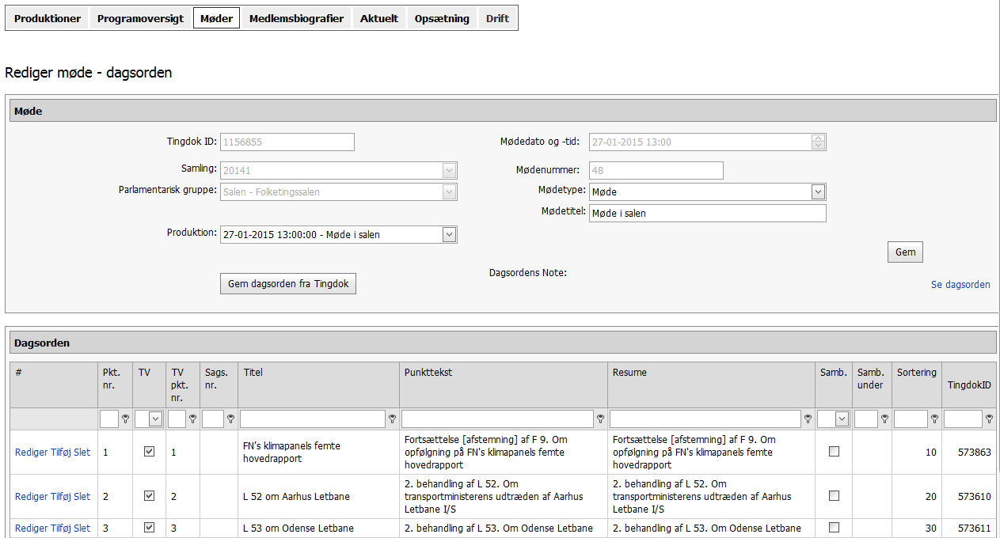 Produktioner Programoversigt Møder Medlemsbiografier Aktuelt Opsætning Drift
Rediger møde - dagsorden
Møde
Tingdok ID: 1156855 Mødedato og -tid: 27-01-2015 13:00
Samling: 20141 Mødenummer: 48
Parlamentarisk gruppe: Salen - Folketingssalen Mødetype: Møde
Mødetitel: Møde i salen
Produktion: 27-01-2015 13:00:00 - Møde i salen
Gem
Dagsordens Note:
Gem dagsorden fra Tingdok Se dagsorden
Dagsorden
# Pkt. TV TV Sags. Titel Punkttekst Resume Samb. Samb. Sortering
nr. pkt. nr. under TingdokID
nr.
FN's klimapanels femte Fortsættelse [afstemning] af F 9. Om Fortsættelse [afstemning] af F 9. Om
Rediger Tilføj Slet 1 1 hovedrapport opfølgning på FN's klimapanels femte opfølgning på FN's klimapanels femte 10 573863
hovedrapport hovedrapport
2. behandling af L 52. Om 2. behandling af L 52. Om
Rediger Tilføj Slet 2 2 L 52 om Aarhus Letbane transportministerens udtræden af Aarhus transportministerens udtræden af Aarhus 20 573610
Letbane I/S Letbane I/S
Rediger Tilføj Slet 3 3 L 53 om Odense Letbane 2. behandling af L 53. Om Odense Letbane 2. behandling af L 53. Om Odense Letbane 30 573611